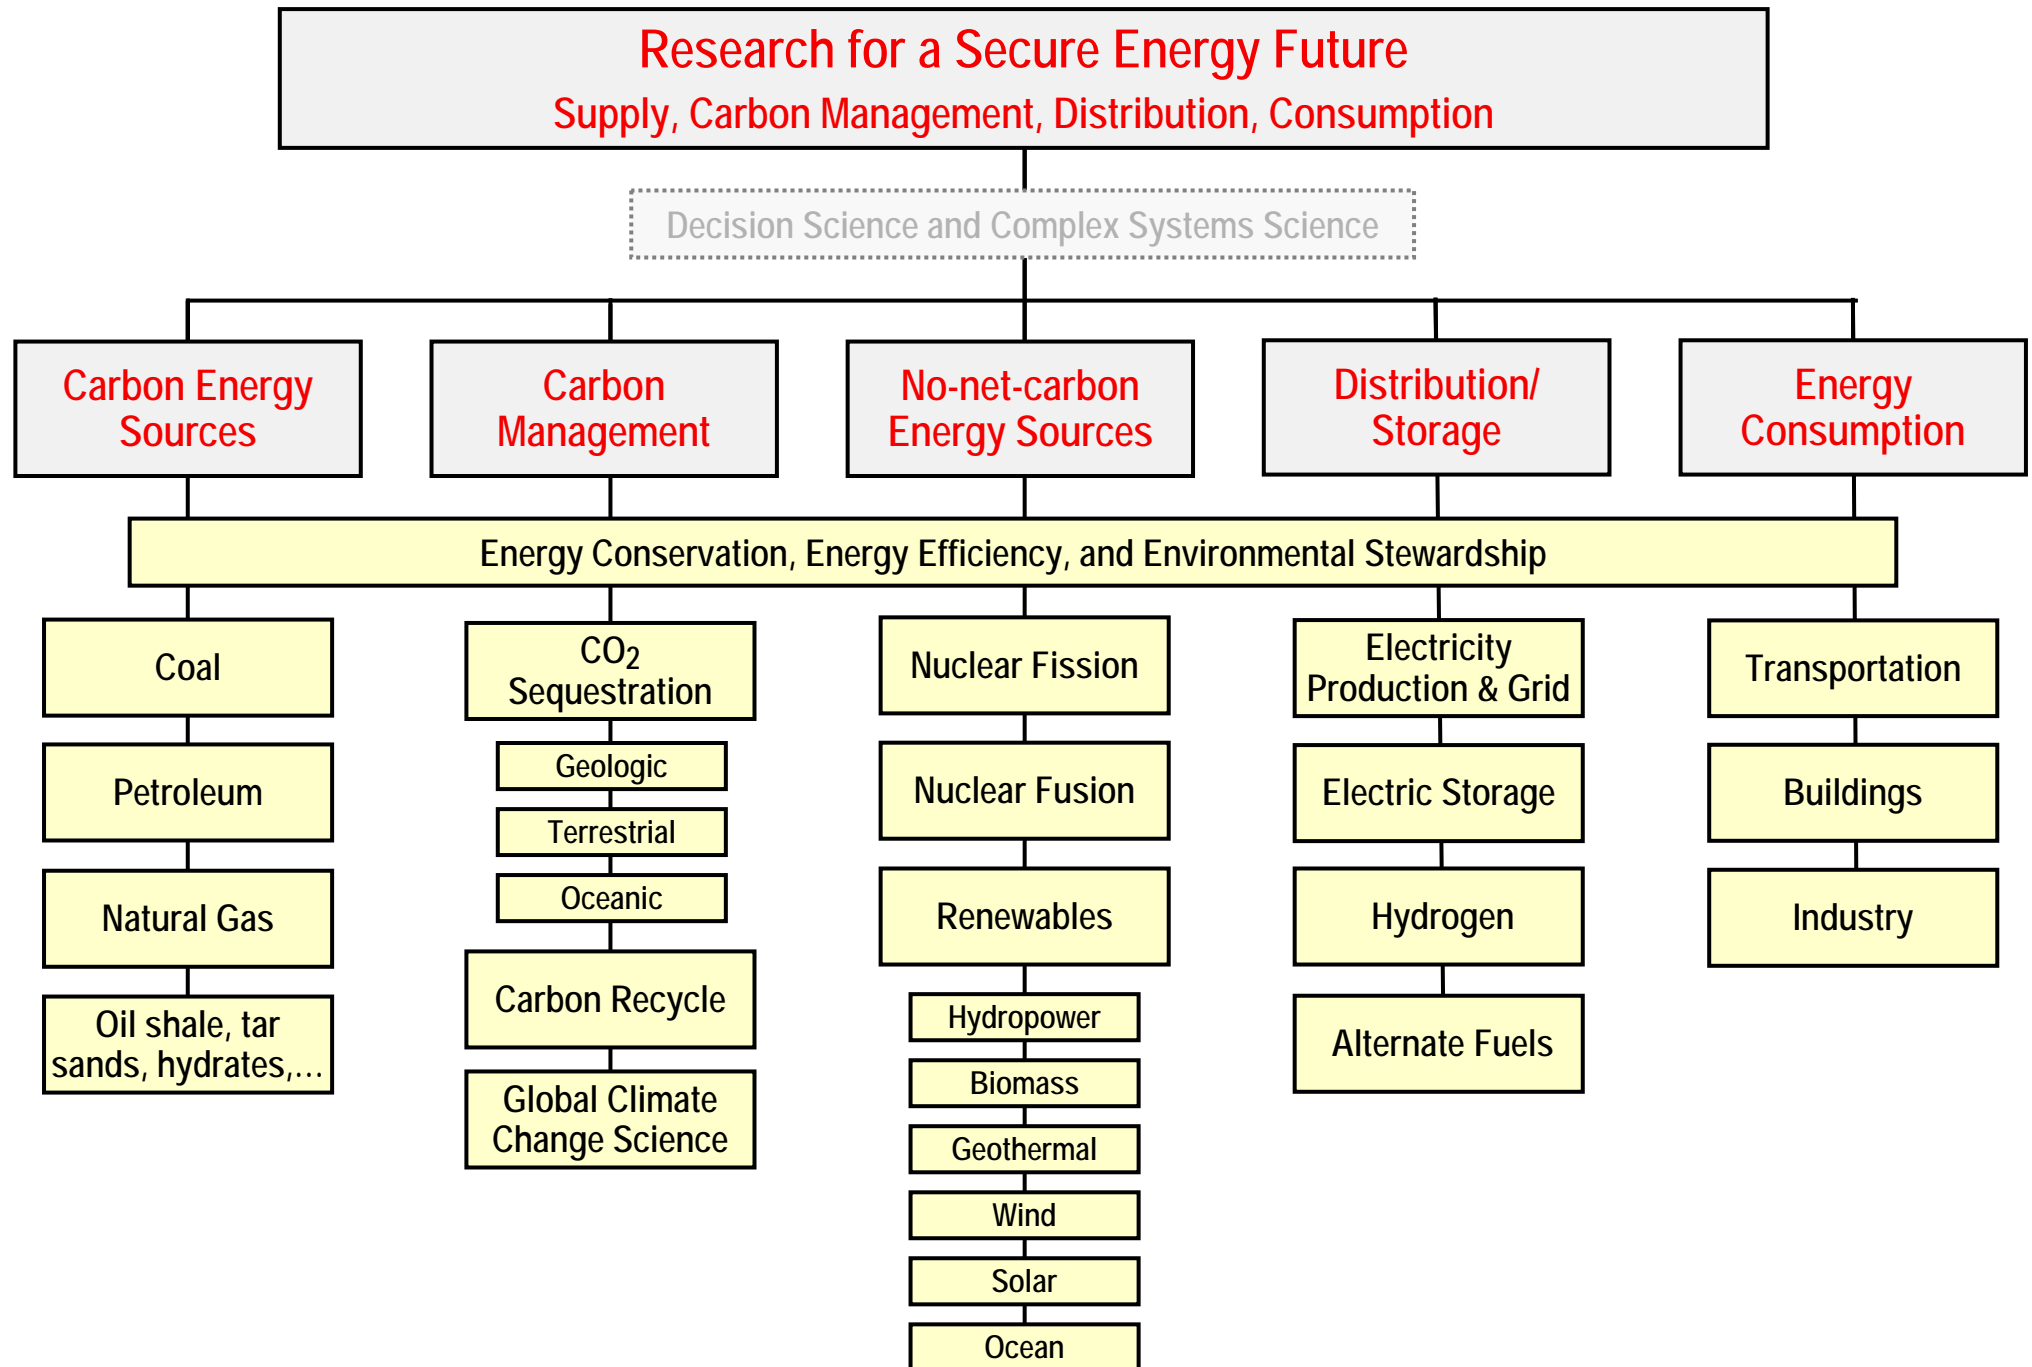 Research for a Secure Energy Future
Supply, Carbon Management, Distribution, Consumption
Decision Science and Complex Systems Science
Carbon Energy
Sources
Carbon
Management
No-net-carbon
Energy Sources
Distribution/
Storage
Energy
Consumption
Energy Conservation, Energy Efficiency, and Environmental Stewardship
Coal
Petroleum
Natural Gas
Oil shale, tar
sands, hydrates,...
CO2
Sequestration
Geologic
Terrestrial
Oceanic
Carbon Recycle
Global Climate
Change Science
Nuclear Fission
Nuclear Fusion
Renewables
Hydropower
Biomass
Geothermal
Wind
Solar
Ocean
Electricity
Production & Grid
Electric Storage
Hydrogen
Alternate Fuels
Transportation
Buildings
Industry